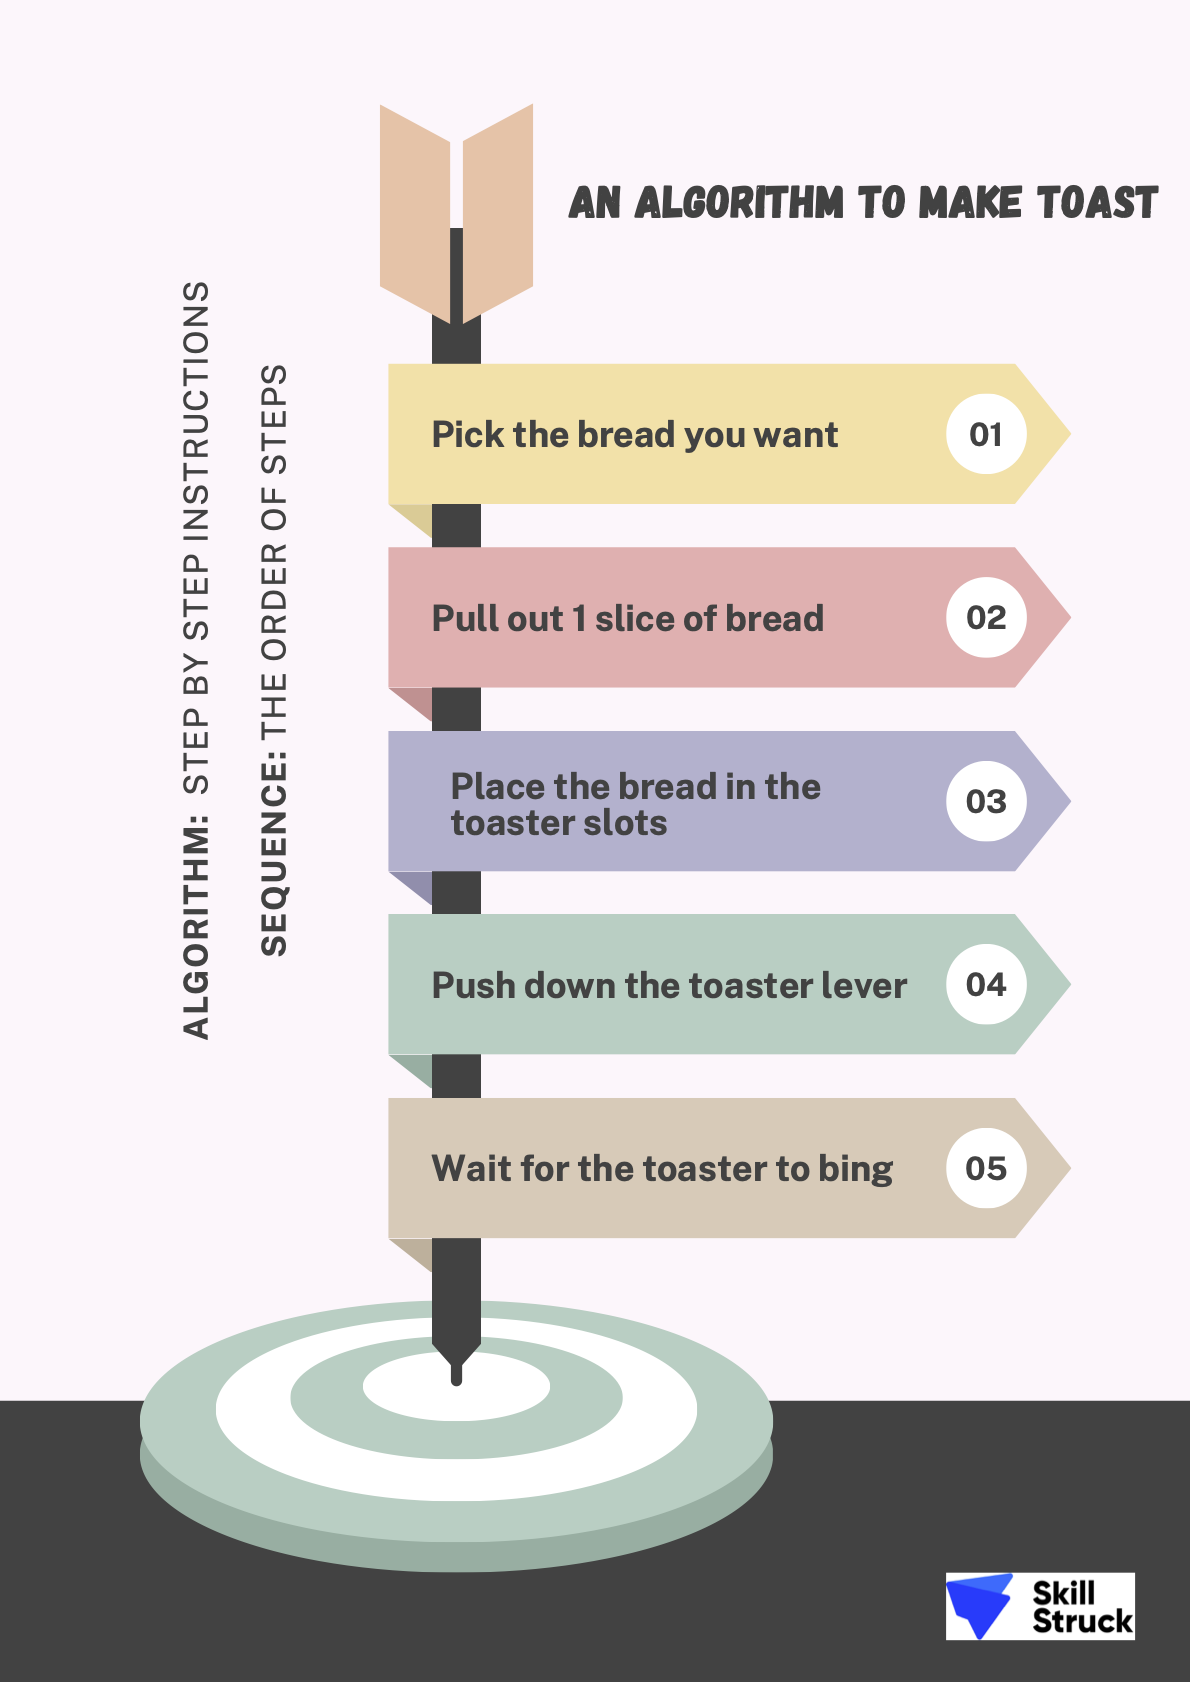 AN ALGORITHM TO MAKE TOAST
ALGORITHM: STEP BY STEP INSTRUCTIONS
SEQUENCE: THE ORDER OF STEPS
Pick the bread you want
01
Pull out 1 slice of bread
02
Place the bread in the
toaster slots
03
Push down the toaster lever
04
Wait for the toaster to bing
05
Skill
Struck